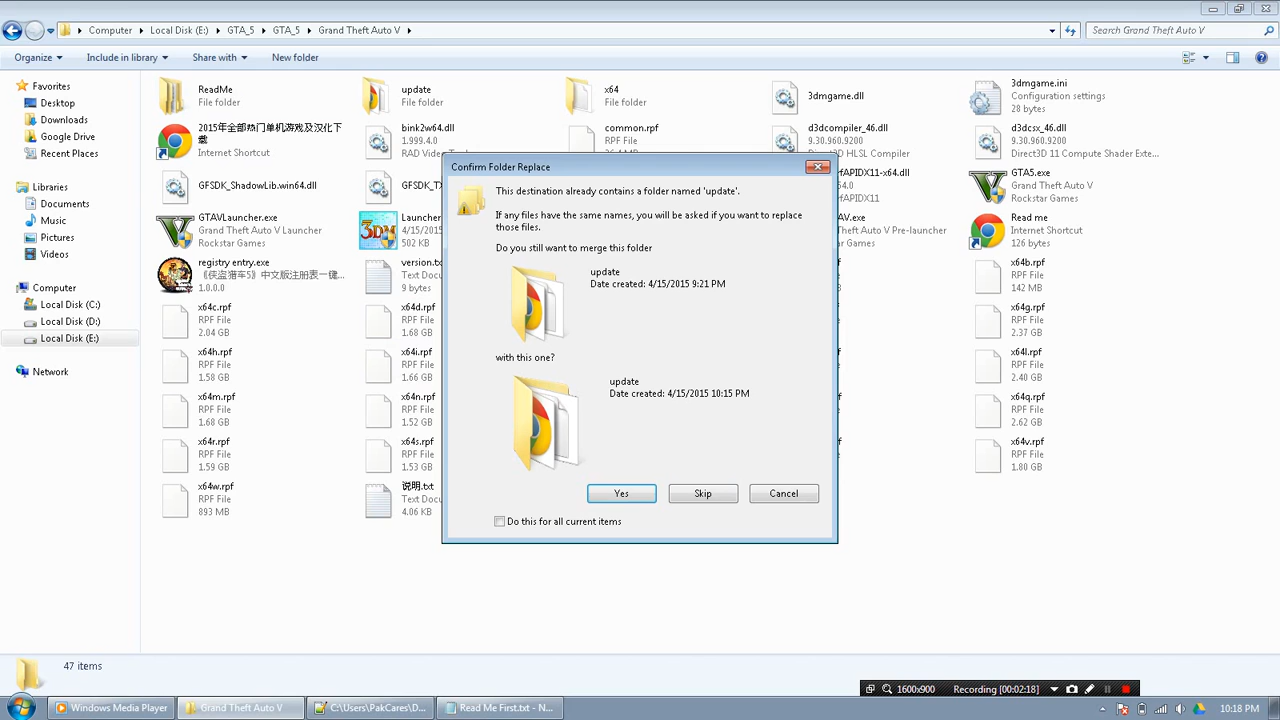 Computer
Local Disk (E:)
GTA_5
GTA_5
Grand Theft Auto V
Search Grand Theft Auto V
Organize
Include in library
Share with
New folder
Favorites
Desktop
Downloads
Google Drive
Recent Places
Libraries
Documents
Music
Pictures
Videos
Computer
Local Disk (C:)
Local Disk (D:)
Local Disk (E:)
Network
ReadMe
File folder
update
File folder
x64
File folder
3dmgame.dll
3dmgame.ini
Configuration settings
28 bytes
2015年全部热门单机游戏及汉化下
载
Internet Shortcut
bink2w64.dll
1.999.4.0
RAD Video
common.rpf
RPF File
d3dcompiler_46.dll
9.30.960.9200
Direct3D HLSL Compiler
d3dcsx_46.dll
9.30.960.9200
Direct3D 11 Compute Shader Exte...
GFSDK_ShadowLib.win64.dll
fAPIDX11-x64.dll
fAPIDX11
GTA5.exe
Grand Theft Auto V
Rockstar Games
GTAVLauncher.exe
Grand Theft Auto V Launcher
Rockstar Games
Launcher
4/15/2015
502 KB
AV.exe
Grand Theft Auto V Pre-launcher
Games
Read me
Internet Shortcut
126 bytes
registry entry.exe
《侠盗猎车5》中文版注册表一键...
1.0.0.0
version.txt
Text Docu
9 bytes
x64b.rpf
RPF File
142 MB
x64c.rpf
RPF File
2.04 GB
x64d.rpf
RPF File
1.68 GB
x64g.rpf
RPF File
2.37 GB
x64h.rpf
RPF File
1.58 GB
x64i.rpf
RPF File
1.66 GB
x64l.rpf
RPF File
2.40 GB
x64m.rpf
RPF File
1.68 GB
x64n.rpf
RPF File
1.52 GB
x64q.rpf
RPF File
2.62 GB
x64r.rpf
RPF File
1.59 GB
x64s.rpf
RPF File
1.53 GB
x64v.rpf
RPF File
1.80 GB
x64w.rpf
RPF File
893 MB
说明.txt
Text Docu
4.06 KB
Confirm Folder Replace
This destination already contains a folder named 'update'.
If any files have the same names, you will be asked if you want to replace
those files.
Do you still want to merge this folder
update
Date created: 4/15/2015 9:21 PM
with this one?
update
Date created: 4/15/2015 10:15 PM
Yes
Skip
Cancel
Do this for all current items
47 items
1600x900
Recording [00:02:18]
Windows Media Player
Grand Theft Auto V
C:\Users\PakCares\D...
Read Me First.txt - N...
10:18 PM